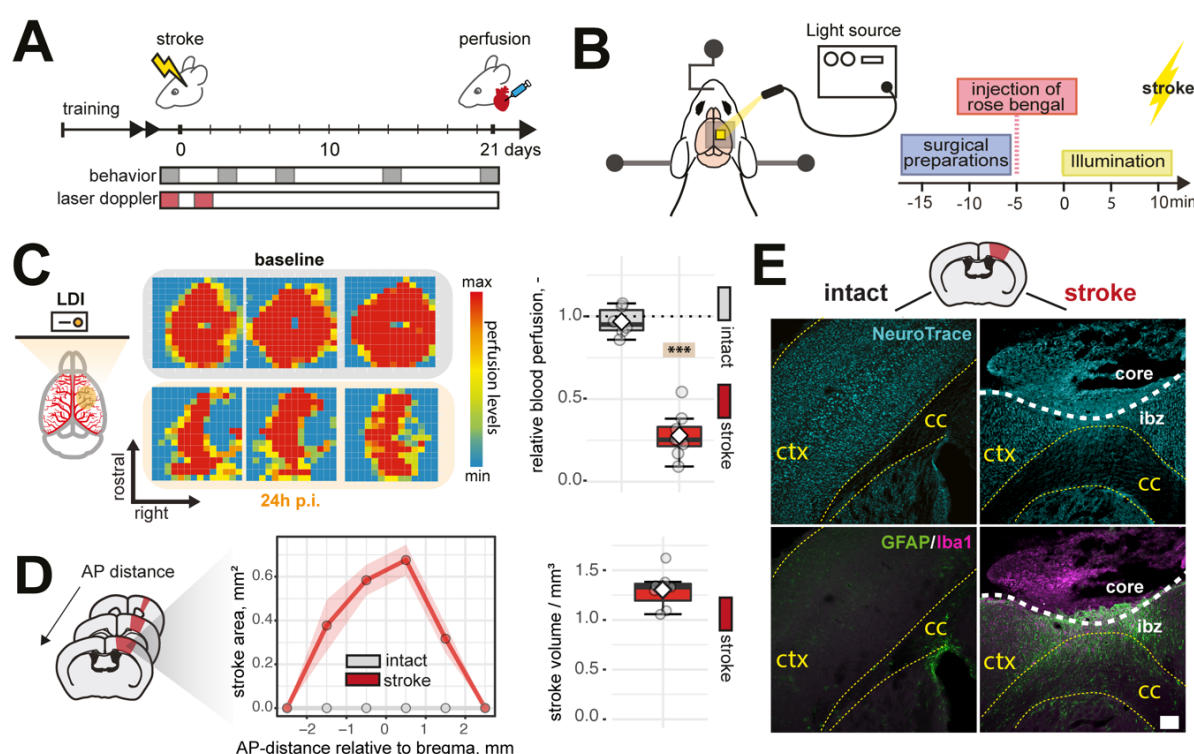 A
stroke
perfusion
training
0
10
21 days
behavior
laser doppler
B
Light source
injection of
rose bengal
stroke
surgical
preparations
Illumination
-15
-10
-5
0
5
10min
C
baseline
LDI
max
perfusion levels
min
rostral
right
24h p.i.
relative blood perfusion, -
1.0
0.5
0.0
***
intact
stroke
D
AP distance
stroke area, mm²
0.6
0.4
0.2
0.0
intact
stroke
−2
−1
0
1
2
AP-distance relative to bregma, mm
stroke volume / mm³
1.5
1.0
0.5
0.0
stroke
E
intact
stroke
NeuroTrace
ctx
cc
core
ibz
ctx
cc
GFAP/Iba1
ctx
cc
core
ibz
ctx
cc